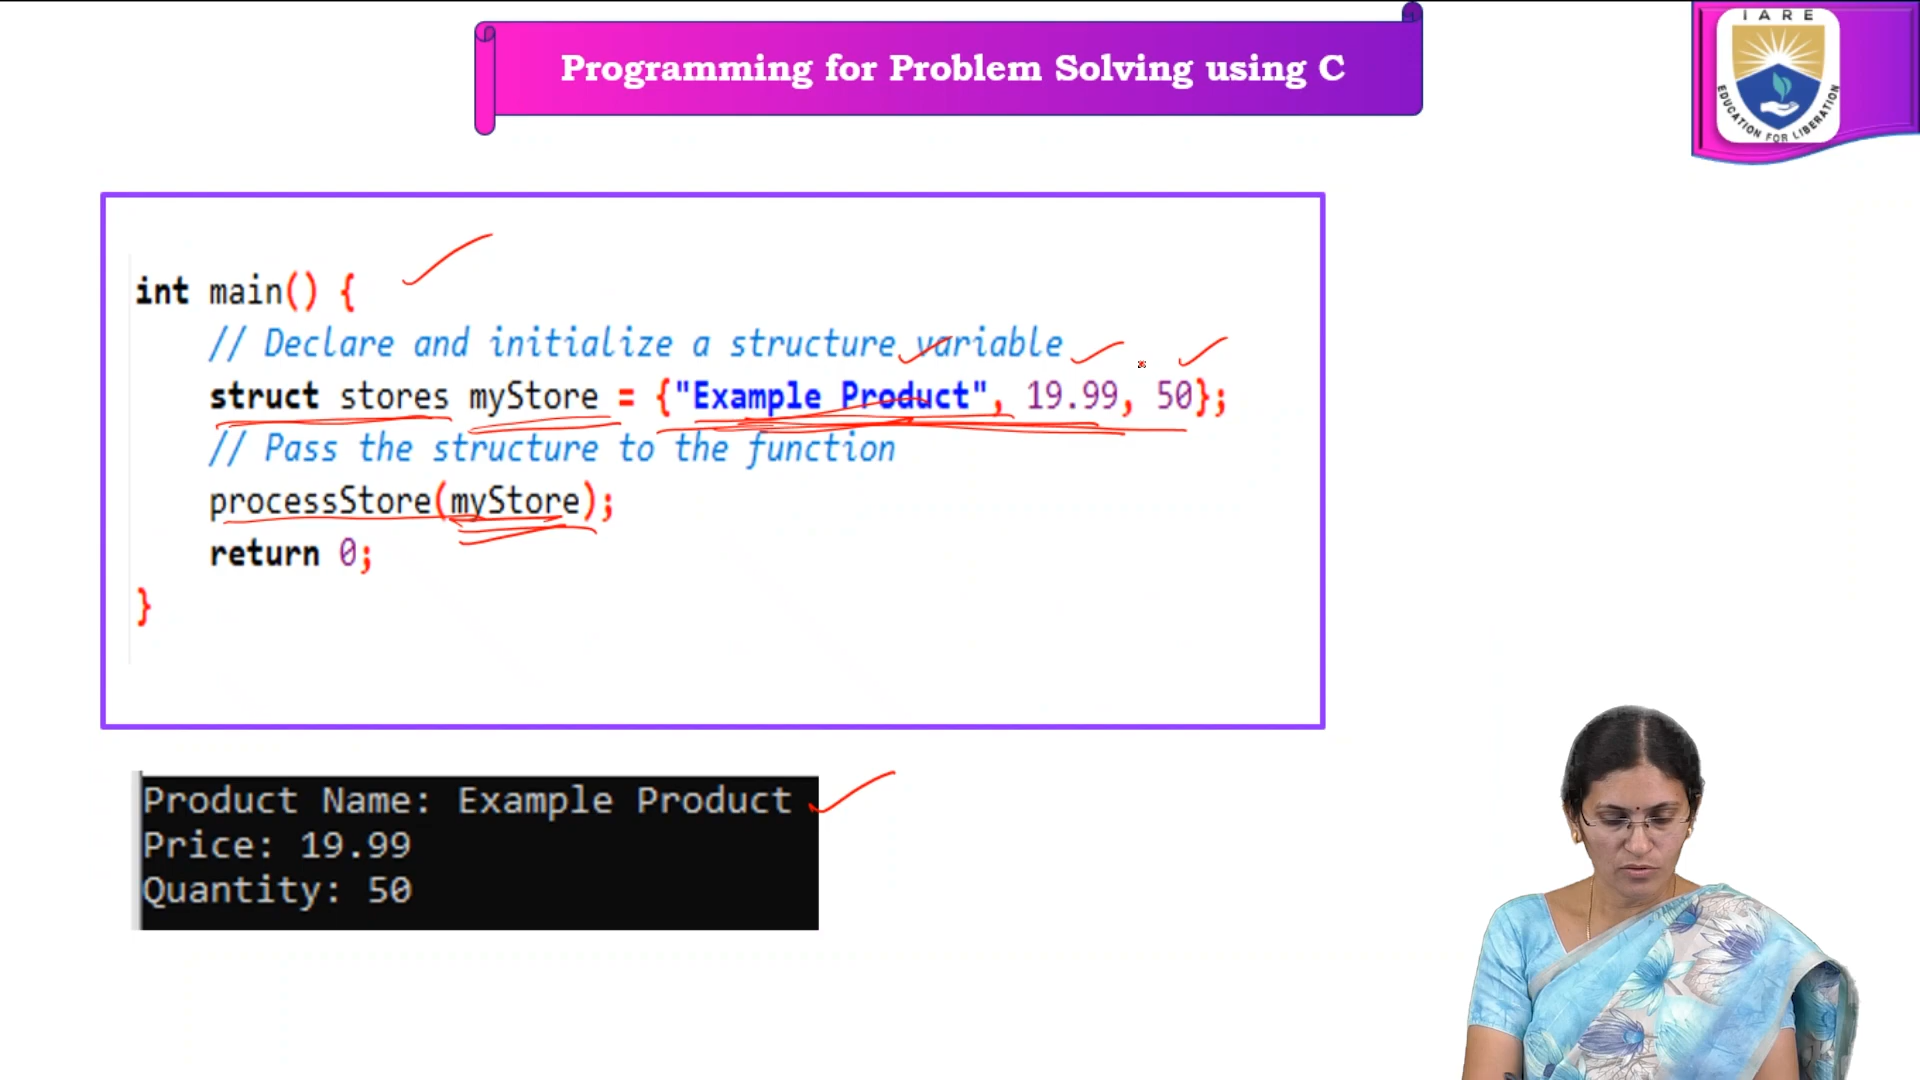 Programming for Problem Solving using C
IARE
EDUCATION FOR LIBERATION
int main() {
// Declare and initialize a structure variable
struct stores myStore = {"Example Product", 19.99, 50};
// Pass the structure to the function
processStore(myStore);
return 0;
}
Product Name: Example Product
Price: 19.99
Quantity: 50